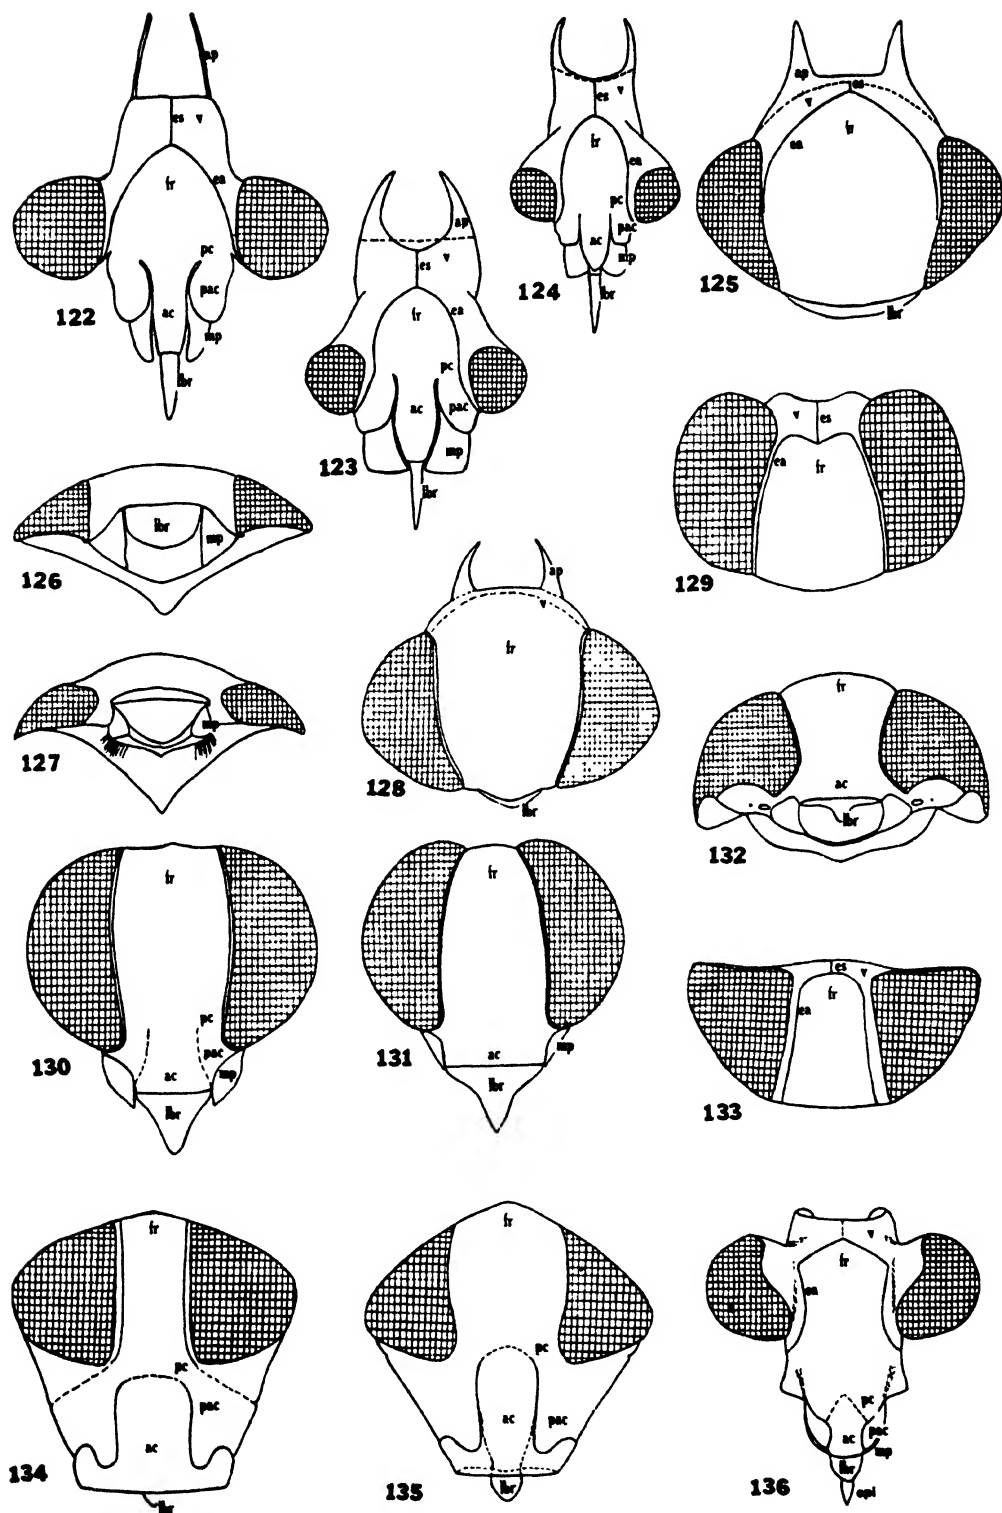 ap
es v
fr
ea
pc
pac
ac
mp
lbr
122
ap
es v
fr ea
pc
ac pac
mp
lbr
123
es v
fr
ea
pc
ac pac
mp
lbr
124
ap
es
v
fr
ea
lbr
125
lbr
mp
126
mp
127
ap
v
fr
lbr
128
v es
ea fr
129
fr
pc
pac
mp
ac
lbr
130
fr
mp
ac
lbr
131
fr
ac
lbr
132
es v
fr
ea
133
fr
pc
pac
ac
lbr
134
fr
pc
ac pac
lbr
135
v
fr
ea
pc
ac pac
mp
lbr
epi
136